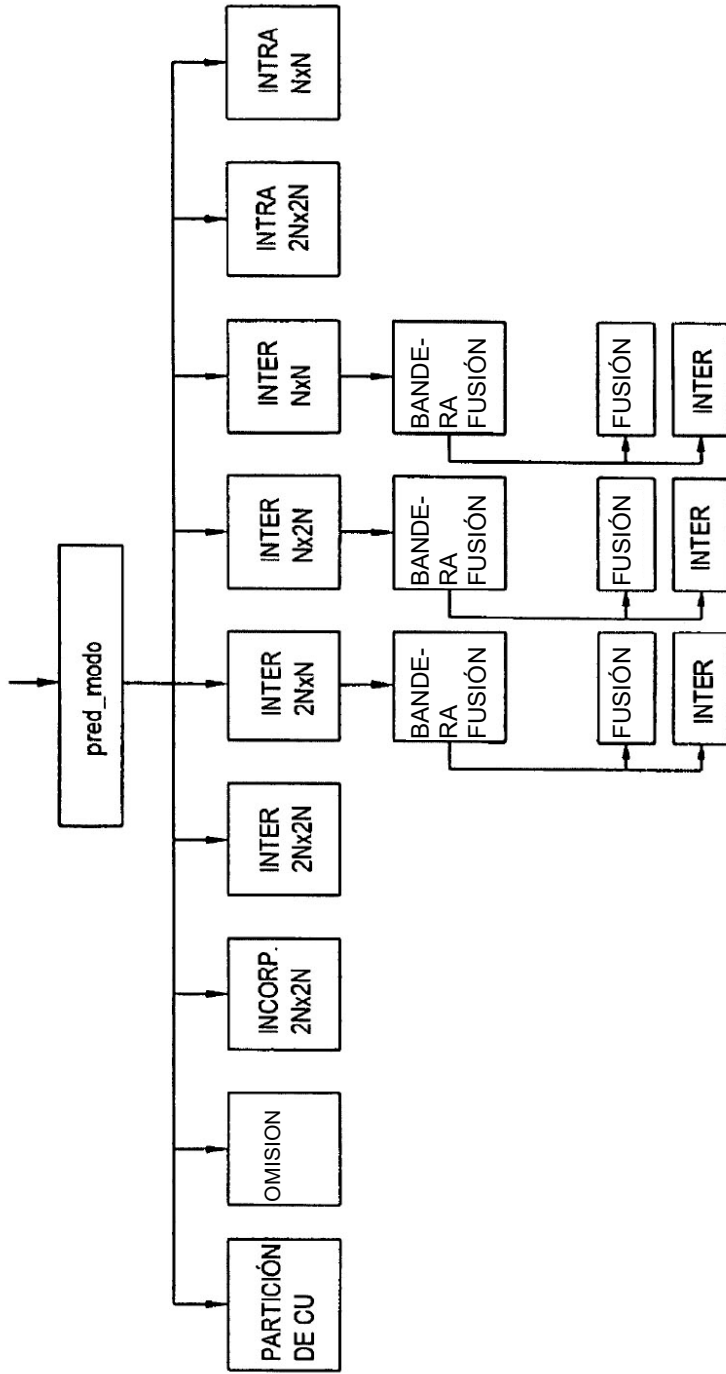 pred_modo
PARTICIÓN
DE CU
OMISION
INCORP.
2Nx2N
INTER
2Nx2N
INTER
2NxN
INTER
Nx2N
INTER
NxN
INTRA
2Nx2N
INTRA
NxN
BANDE-
RA
FUSIÓN
BANDE-
RA
FUSIÓN
BANDE-
RA
FUSIÓN
FUSIÓN
FUSIÓN
FUSIÓN
INTER
INTER
INTER